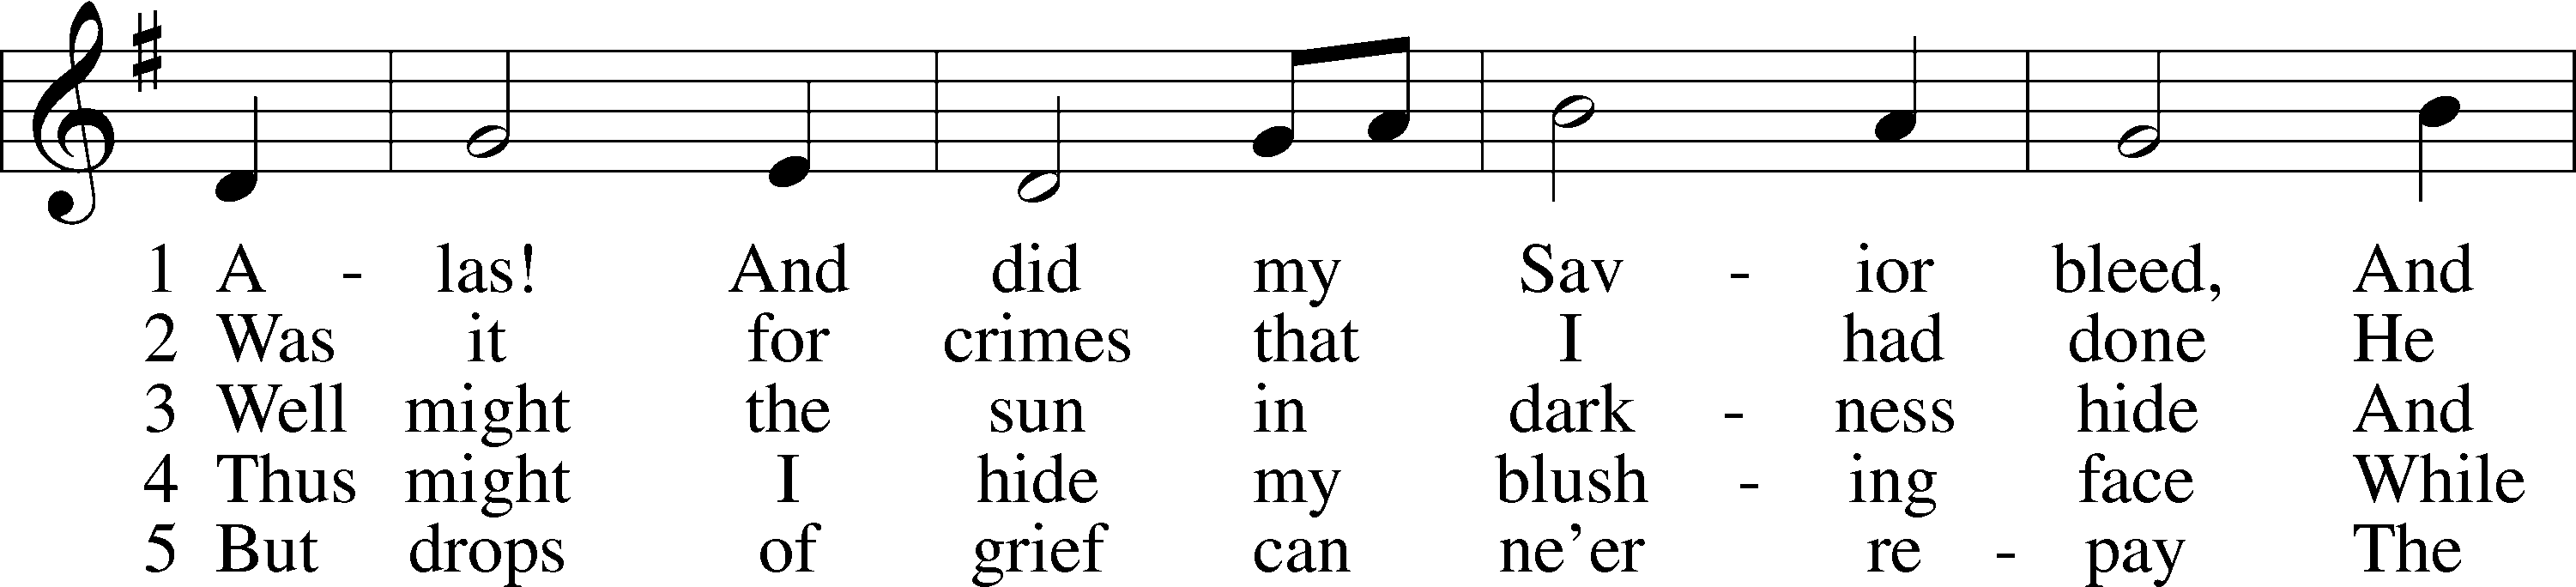 1 A - las! And did my Sav - ior bleed, And
2 Was it for crimes that I had done He
3 Well might the sun in dark - ness hide And
4 Thus might I hide my blush - ing face While
5 But drops of grief can ne’er re - pay The